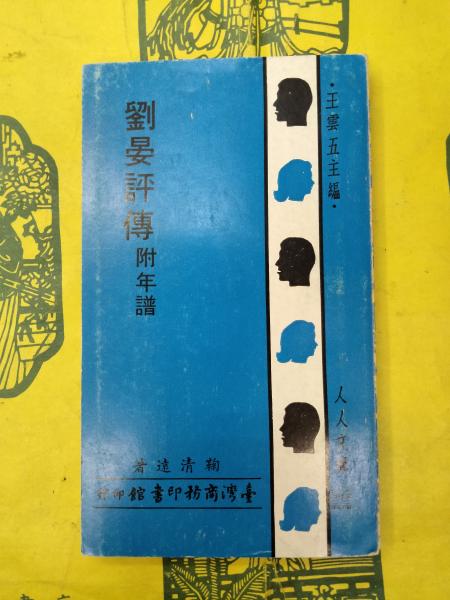 劉晏評傳 附年譜
·王雲五主編·
人人文庫
鞠清遠著
臺灣商務印書館印行